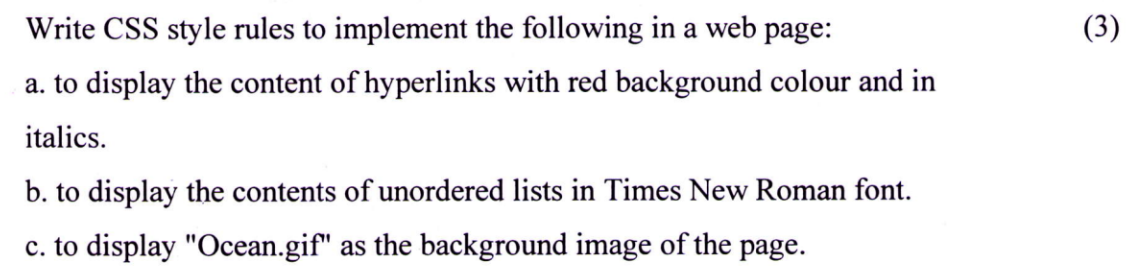 Write CSS style rules to implement the following in a web page: (3)
a. to display the content of hyperlinks with red background colour and in
italics.
b. to display the contents of unordered lists in Times New Roman font.
c. to display "Ocean.gif" as the background image of the page.